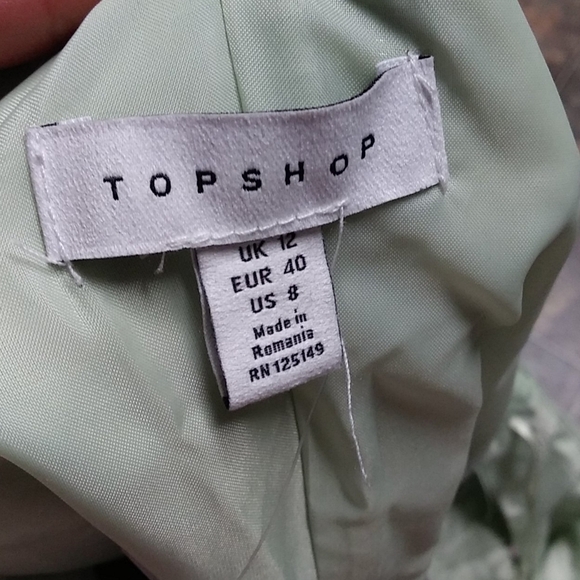 TOPSHOP
UK 12
EUR 40
US 8
Made in
Romania
RN125149